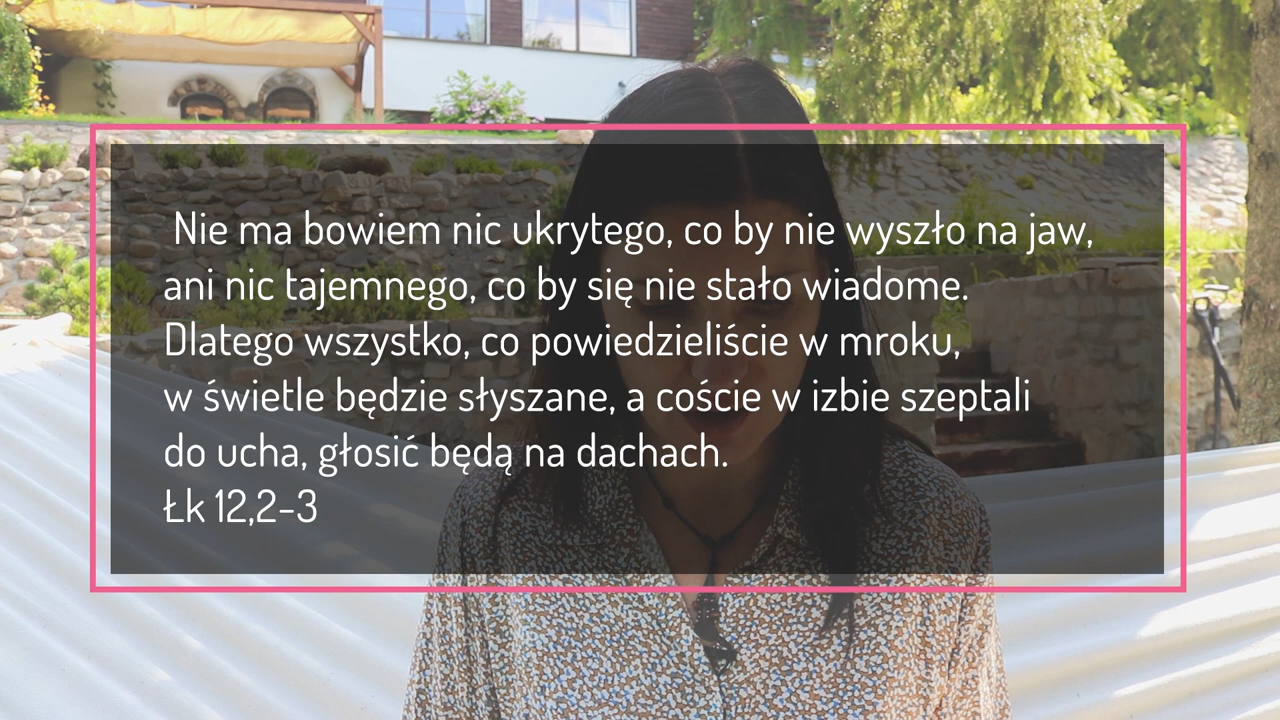 Nie ma bowiem nic ukrytego, co by nie wyszło na jaw,
ani nic tajemnego, co by się nie stało wiadome.
Dlatego wszystko, co powiedzieliście w mroku,
w świetle będzie słyszane, a coście w izbie szeptali
do ucha, głosić będą na dachach.
Łk 12,2-3